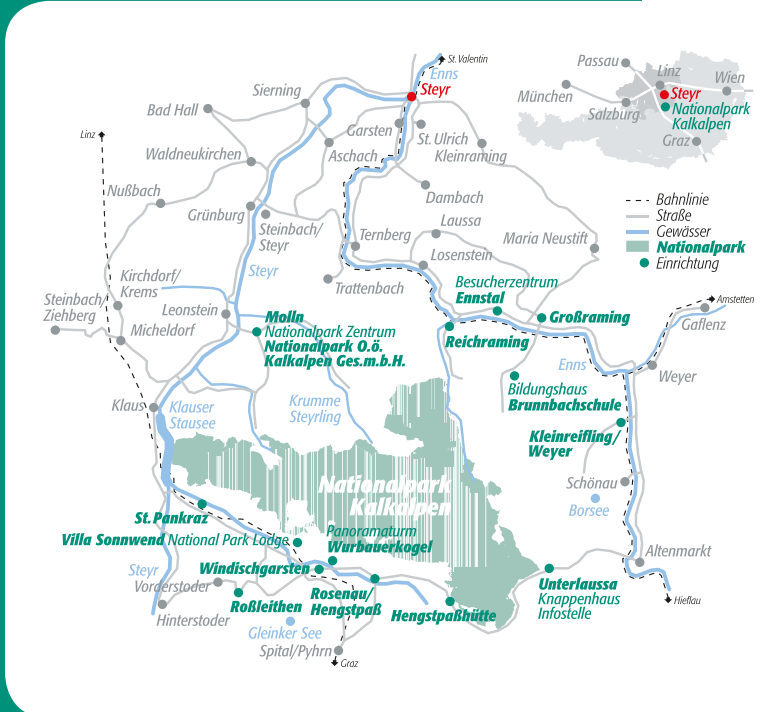 St. Valentin
Enns
Steyr
Sierning
Bad Hall
Linz
Garsten
St. Ulrich
Kleinraming
Aschach
Waldneukirchen
Dambach
Nußbach
Grünburg
Steinbach/
Steyr
Laussa
Ternberg
Maria Neustift
Losenstein
Steyr
Trattenbach
Kirchdorf/
Krems
Steinbach/
Ziehberg
Leonstein
Micheldorf
Molln
Nationalpark Zentrum
Nationalpark O.ö.
Kalkalpen Ges.m.b.H.
Besucherzentrum
Ennstal
Großraming
Reichraming
Amstetten
Gaflenz
Enns
Weyer
Bildungshaus
Brunnbachschule
Klaus
Klauser
Stausee
Krumme
Steyrling
Kleinreifling/
Weyer
Nationalpark
Kalkalpen
Schönau
Borsee
St. Pankraz
Villa Sonnwend National Park Lodge
Panoramaturm
Wurbauerkogel
Windischgarsten
Altenmarkt
Steyr
Vorderstoder
Roßleithen
Rosenau/
Hengstpaß
Hengstpaßhütte
Unterlaussa
Knappenhaus
Infostelle
Hieflau
Hinterstoder
Gleinker See
Spital/Pyhrn
Graz
Passau
Linz
Wien
München
Steyr
Salzburg
Nationalpark
Kalkalpen
Graz
Bahnlinie
Straße
Gewässer
Nationalpark
Einrichtung